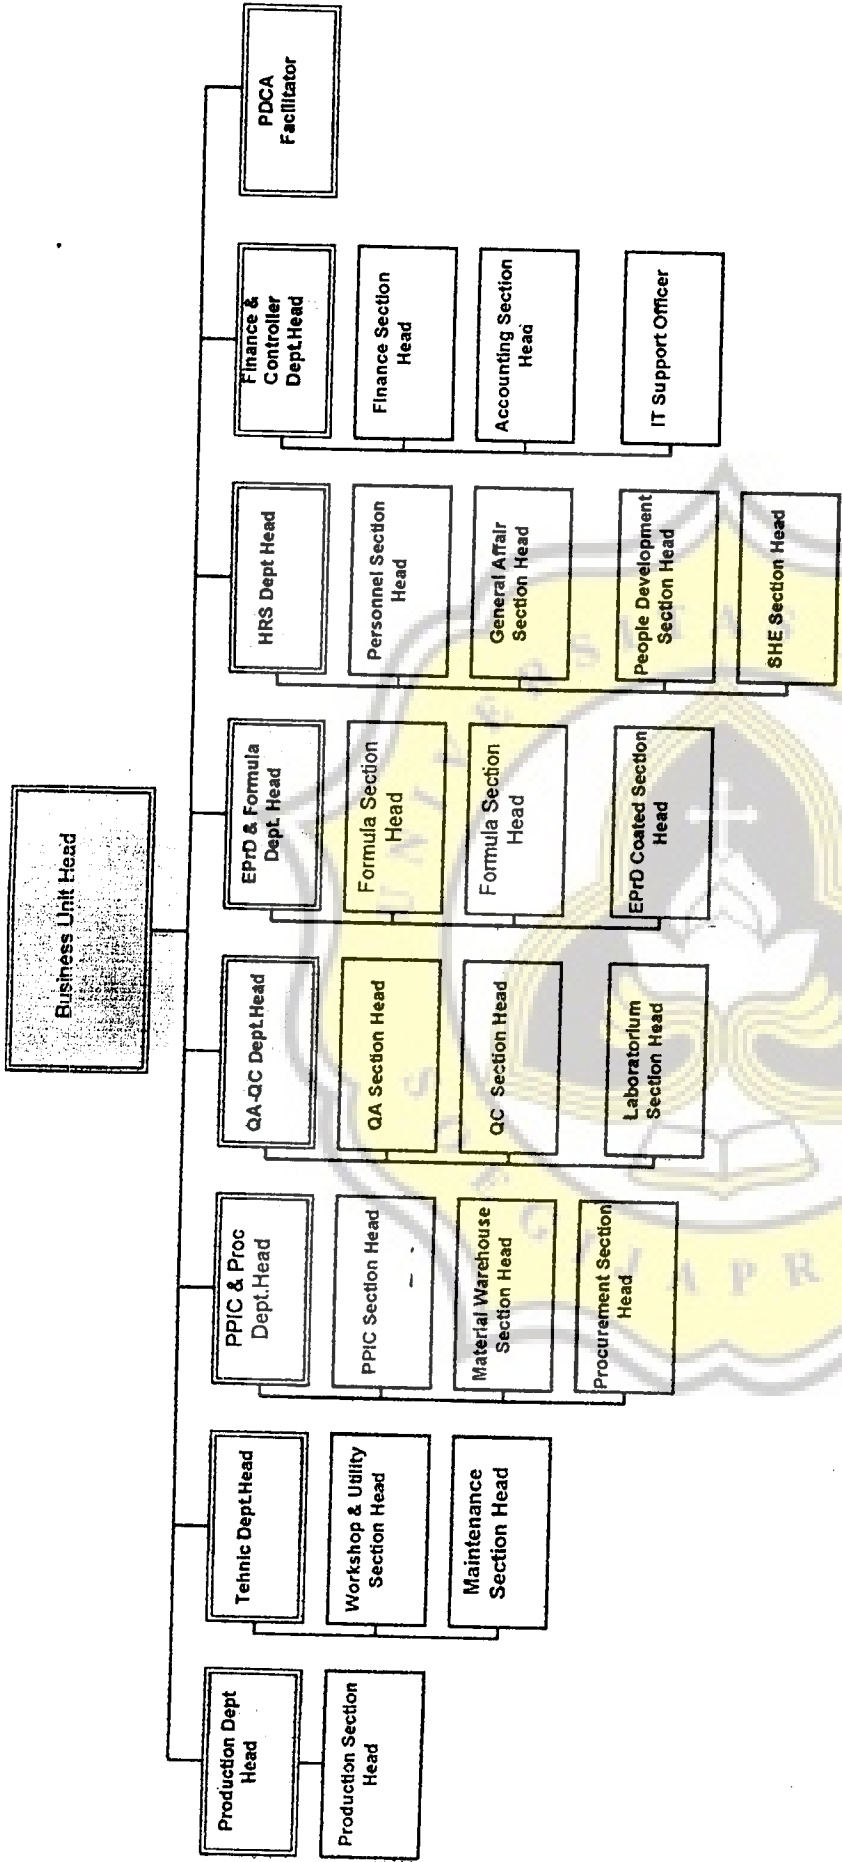 Business Unit Head
Production Dept
Head
Production Section
Head
Tehnic Dept.Head
Workshop & Utility
Section Head
Maintenance
Section Head
PPIC & Proc
Dept.Head
PPIC Section Head
Material Warehouse
Section Head
Procurement Section
Head
QA-QC Dept.Head
QA Section Head
QC Section Head
Laboratorium
Section Head
EPrD & Formula
Dept. Head
Formula Section
Head
Formula Section
Head
EPrD Coated Section
Head
HRS Dept Head
Personnel Section
Head
General Affair
Section Head
People Development
Section Head
SHE Section Head
Finance &
Controller
Dept.Head
Finance Section
Head
Accounting Section
Head
IT Support Officer
PDCA
Facilitator
UNIVERSITAS
SOEGIJAPR